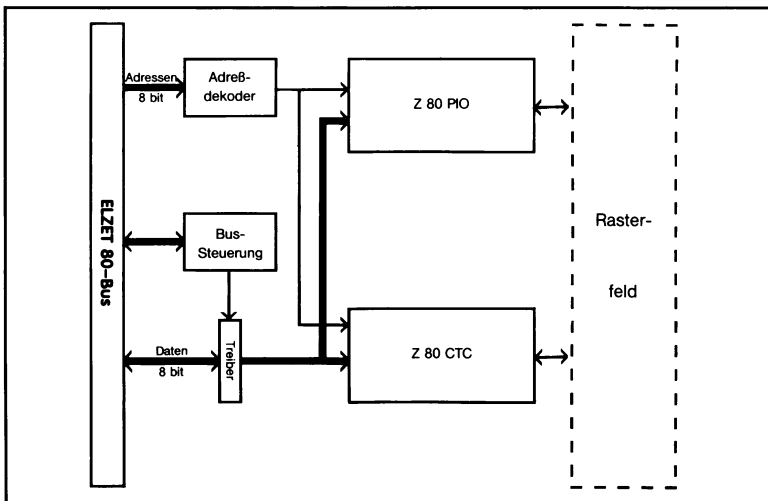 ELZET 80-Bus
Adressen
8 bit
Adreß-
dekoder
Z 80 PIO
Bus-
Steuerung
Daten
8 bit
Treiber
Z 80 CTC
Raster-
feld